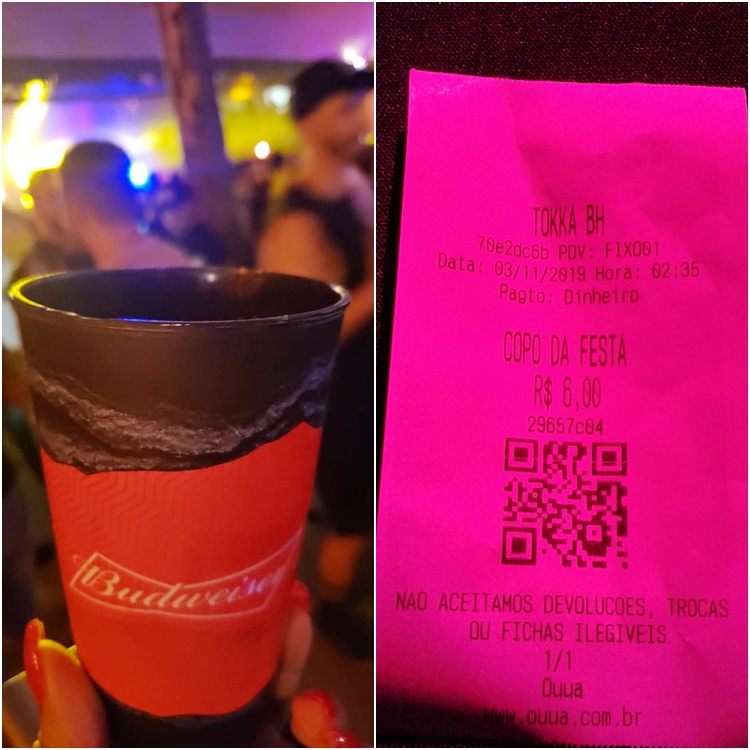 Budweiser
TOKKA BH
70e2dc6b PDV: FIXO01
Data: 03/11/2019 Hora: 02:35
Pagto: Dinheiro
COPO DA FESTA
R$ 6,00
29657c04
NAO ACEITAMOS DEVOLUCOES, TROCAS
OU FICHAS ILEGIVEIS
1/1
Ouua
www.ouua.com.br